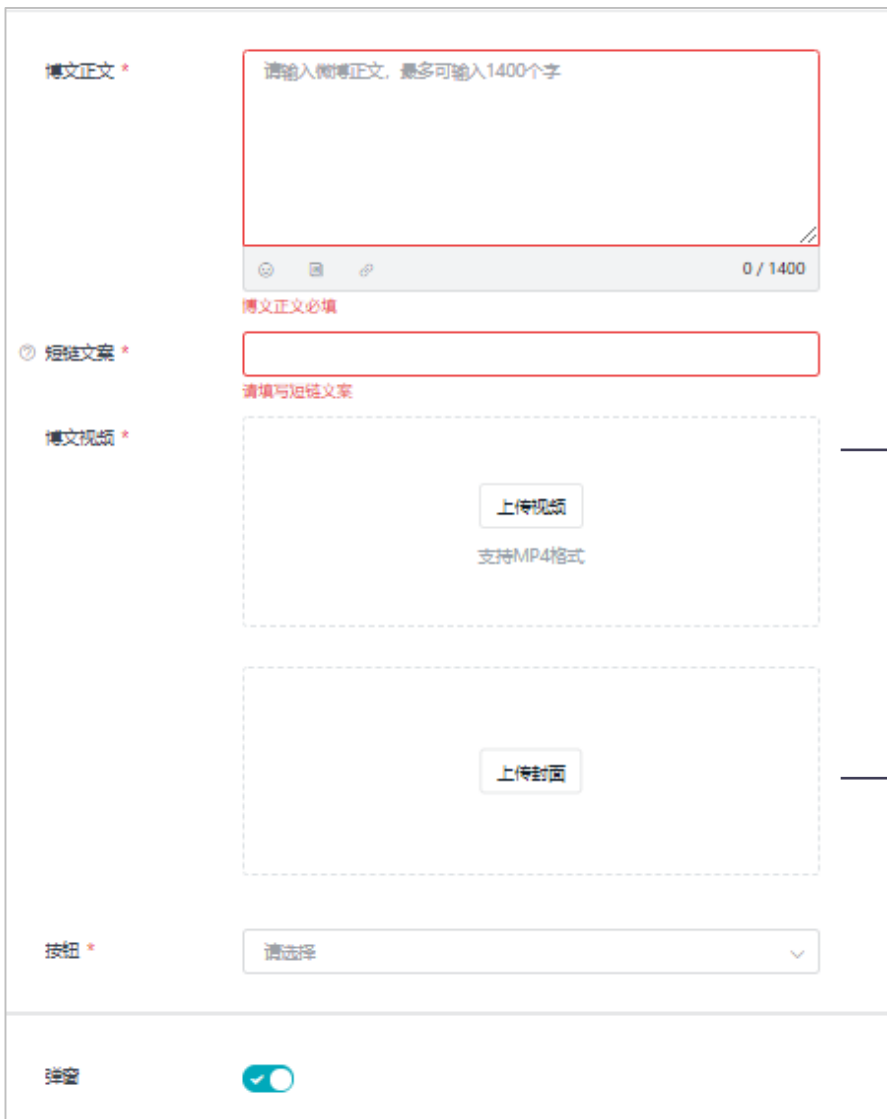 博文正文 *
请输入微博正文，最多可输入1400个字
0 / 1400
博文正文必填
短链文案 *
请填写短链文案
博文视频 *
上传视频
支持MP4格式
上传封面
按钮 *
请选择
弹窗